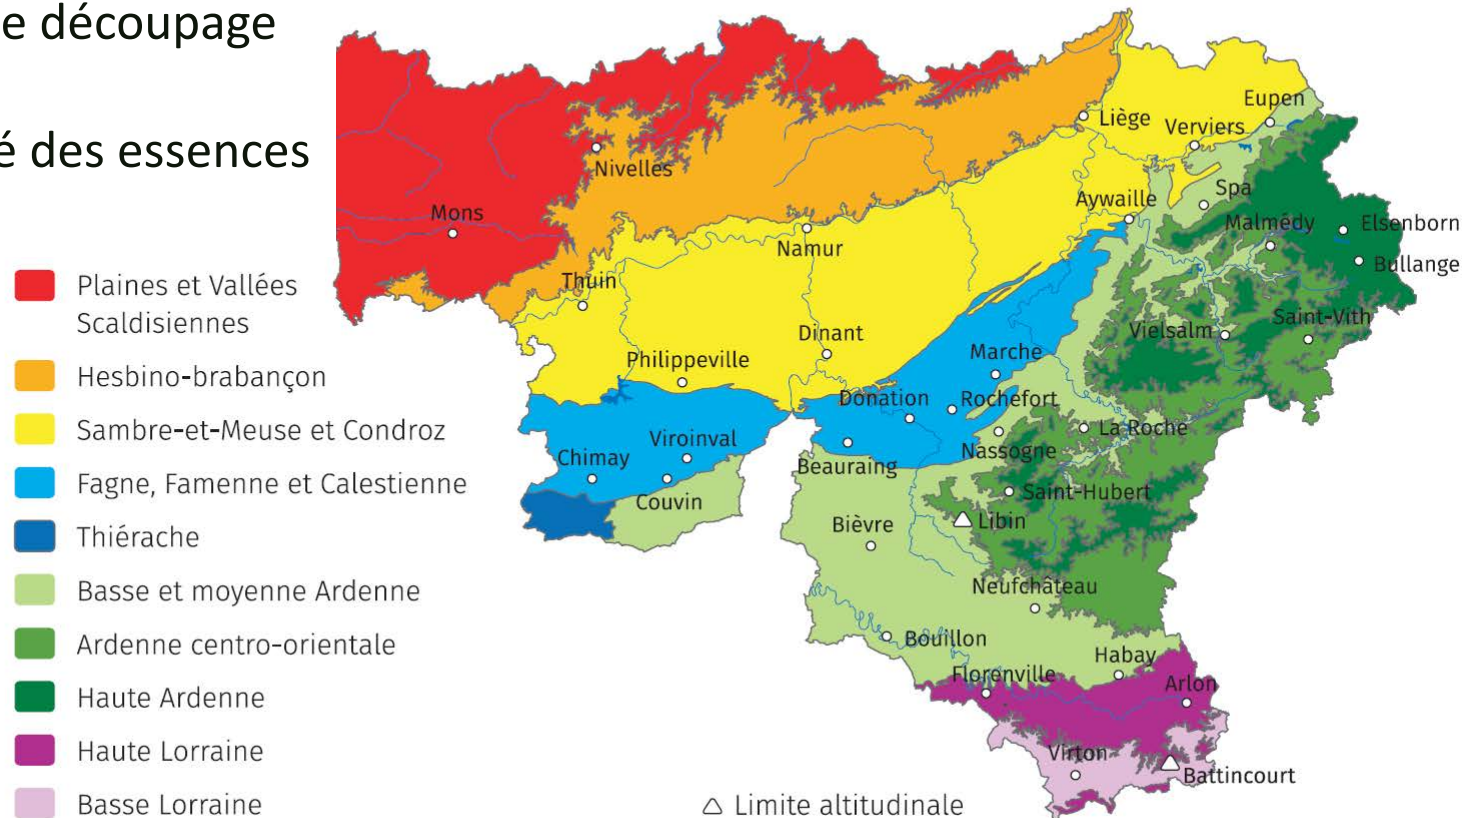 e découpage
é des essences
Plaines et Vallées
Scaldisiennes
Hesbino-brabançon
Sambre-et-Meuse et Condroz
Fagne, Famenne et Calestienne
Thiérache
Basse et moyenne Ardenne
Ardenne centro-orientale
Haute Ardenne
Haute Lorraine
Basse Lorraine
Eupen
Liège
Verviers
Nivelles
Spa
Aywaille
Mons
Malmédy
Elsenborn
Namur
Bullange
Thuin
Saint-Vith
Dinant
Vielsalm
Philippeville
Marche
Donation
Rochefort
La Roche
Viroinval
Nassogne
Chimay
Beauraing
Couvin
Saint-Hubert
Bièvre
Libin
Neufchâteau
Bouillon
Habay
Florenville
Arlon
Virton
Battincourt
Limite altitudinale